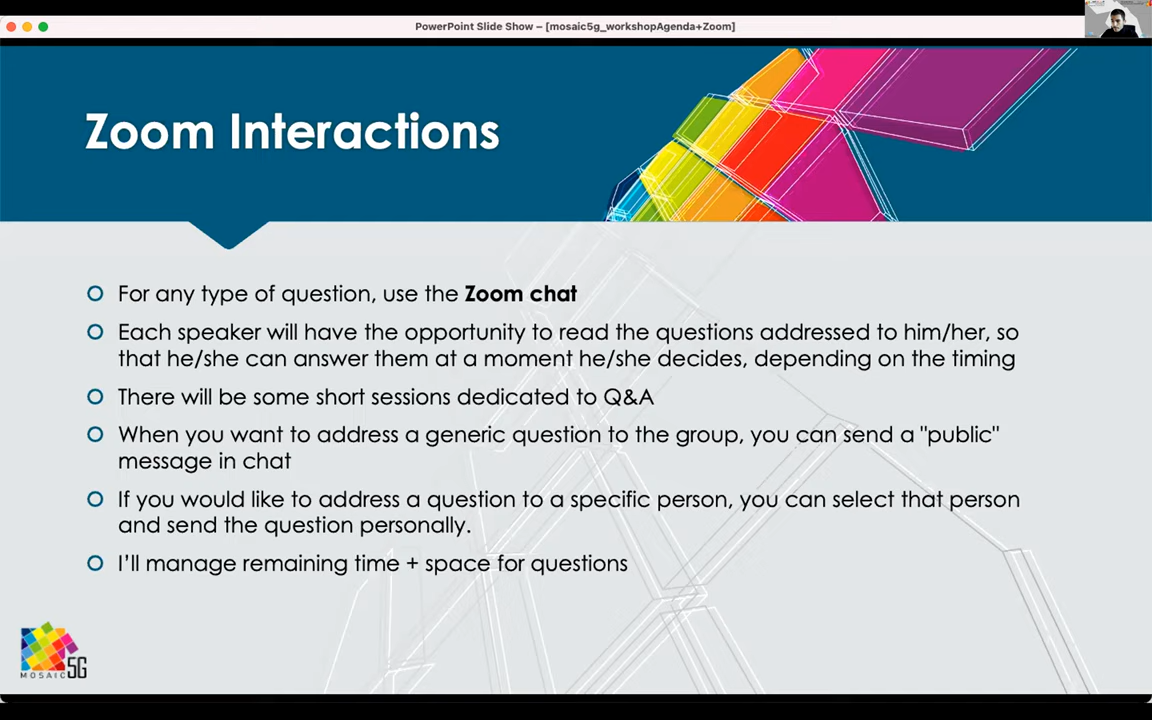 PowerPoint Slide Show – [mosaic5g_workshopAgenda+Zoom]
Zoom Interactions
For any type of question, use the Zoom chat
Each speaker will have the opportunity to read the questions addressed to him/her, so
that he/she can answer them at a moment he/she decides, depending on the timing
There will be some short sessions dedicated to Q&A
When you want to address a generic question to the group, you can send a "public"
message in chat
If you would like to address a question to a specific person, you can select that person
and send the question personally.
I’ll manage remaining time + space for questions
MOSAIC5G